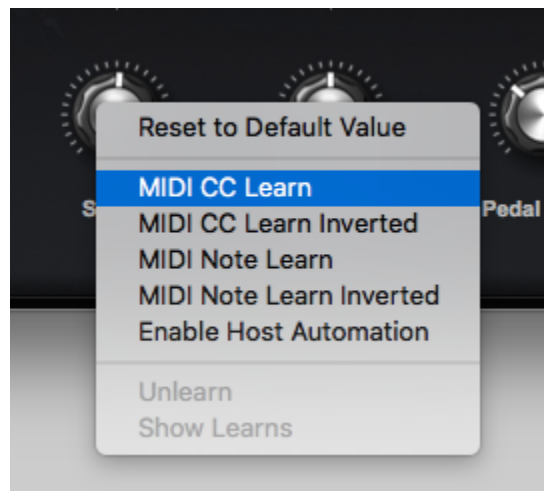 Reset to Default Value
MIDI CC Learn
S
Pedal
MIDI CC Learn Inverted
MIDI Note Learn
MIDI Note Learn Inverted
Enable Host Automation
Unlearn
Show Learns